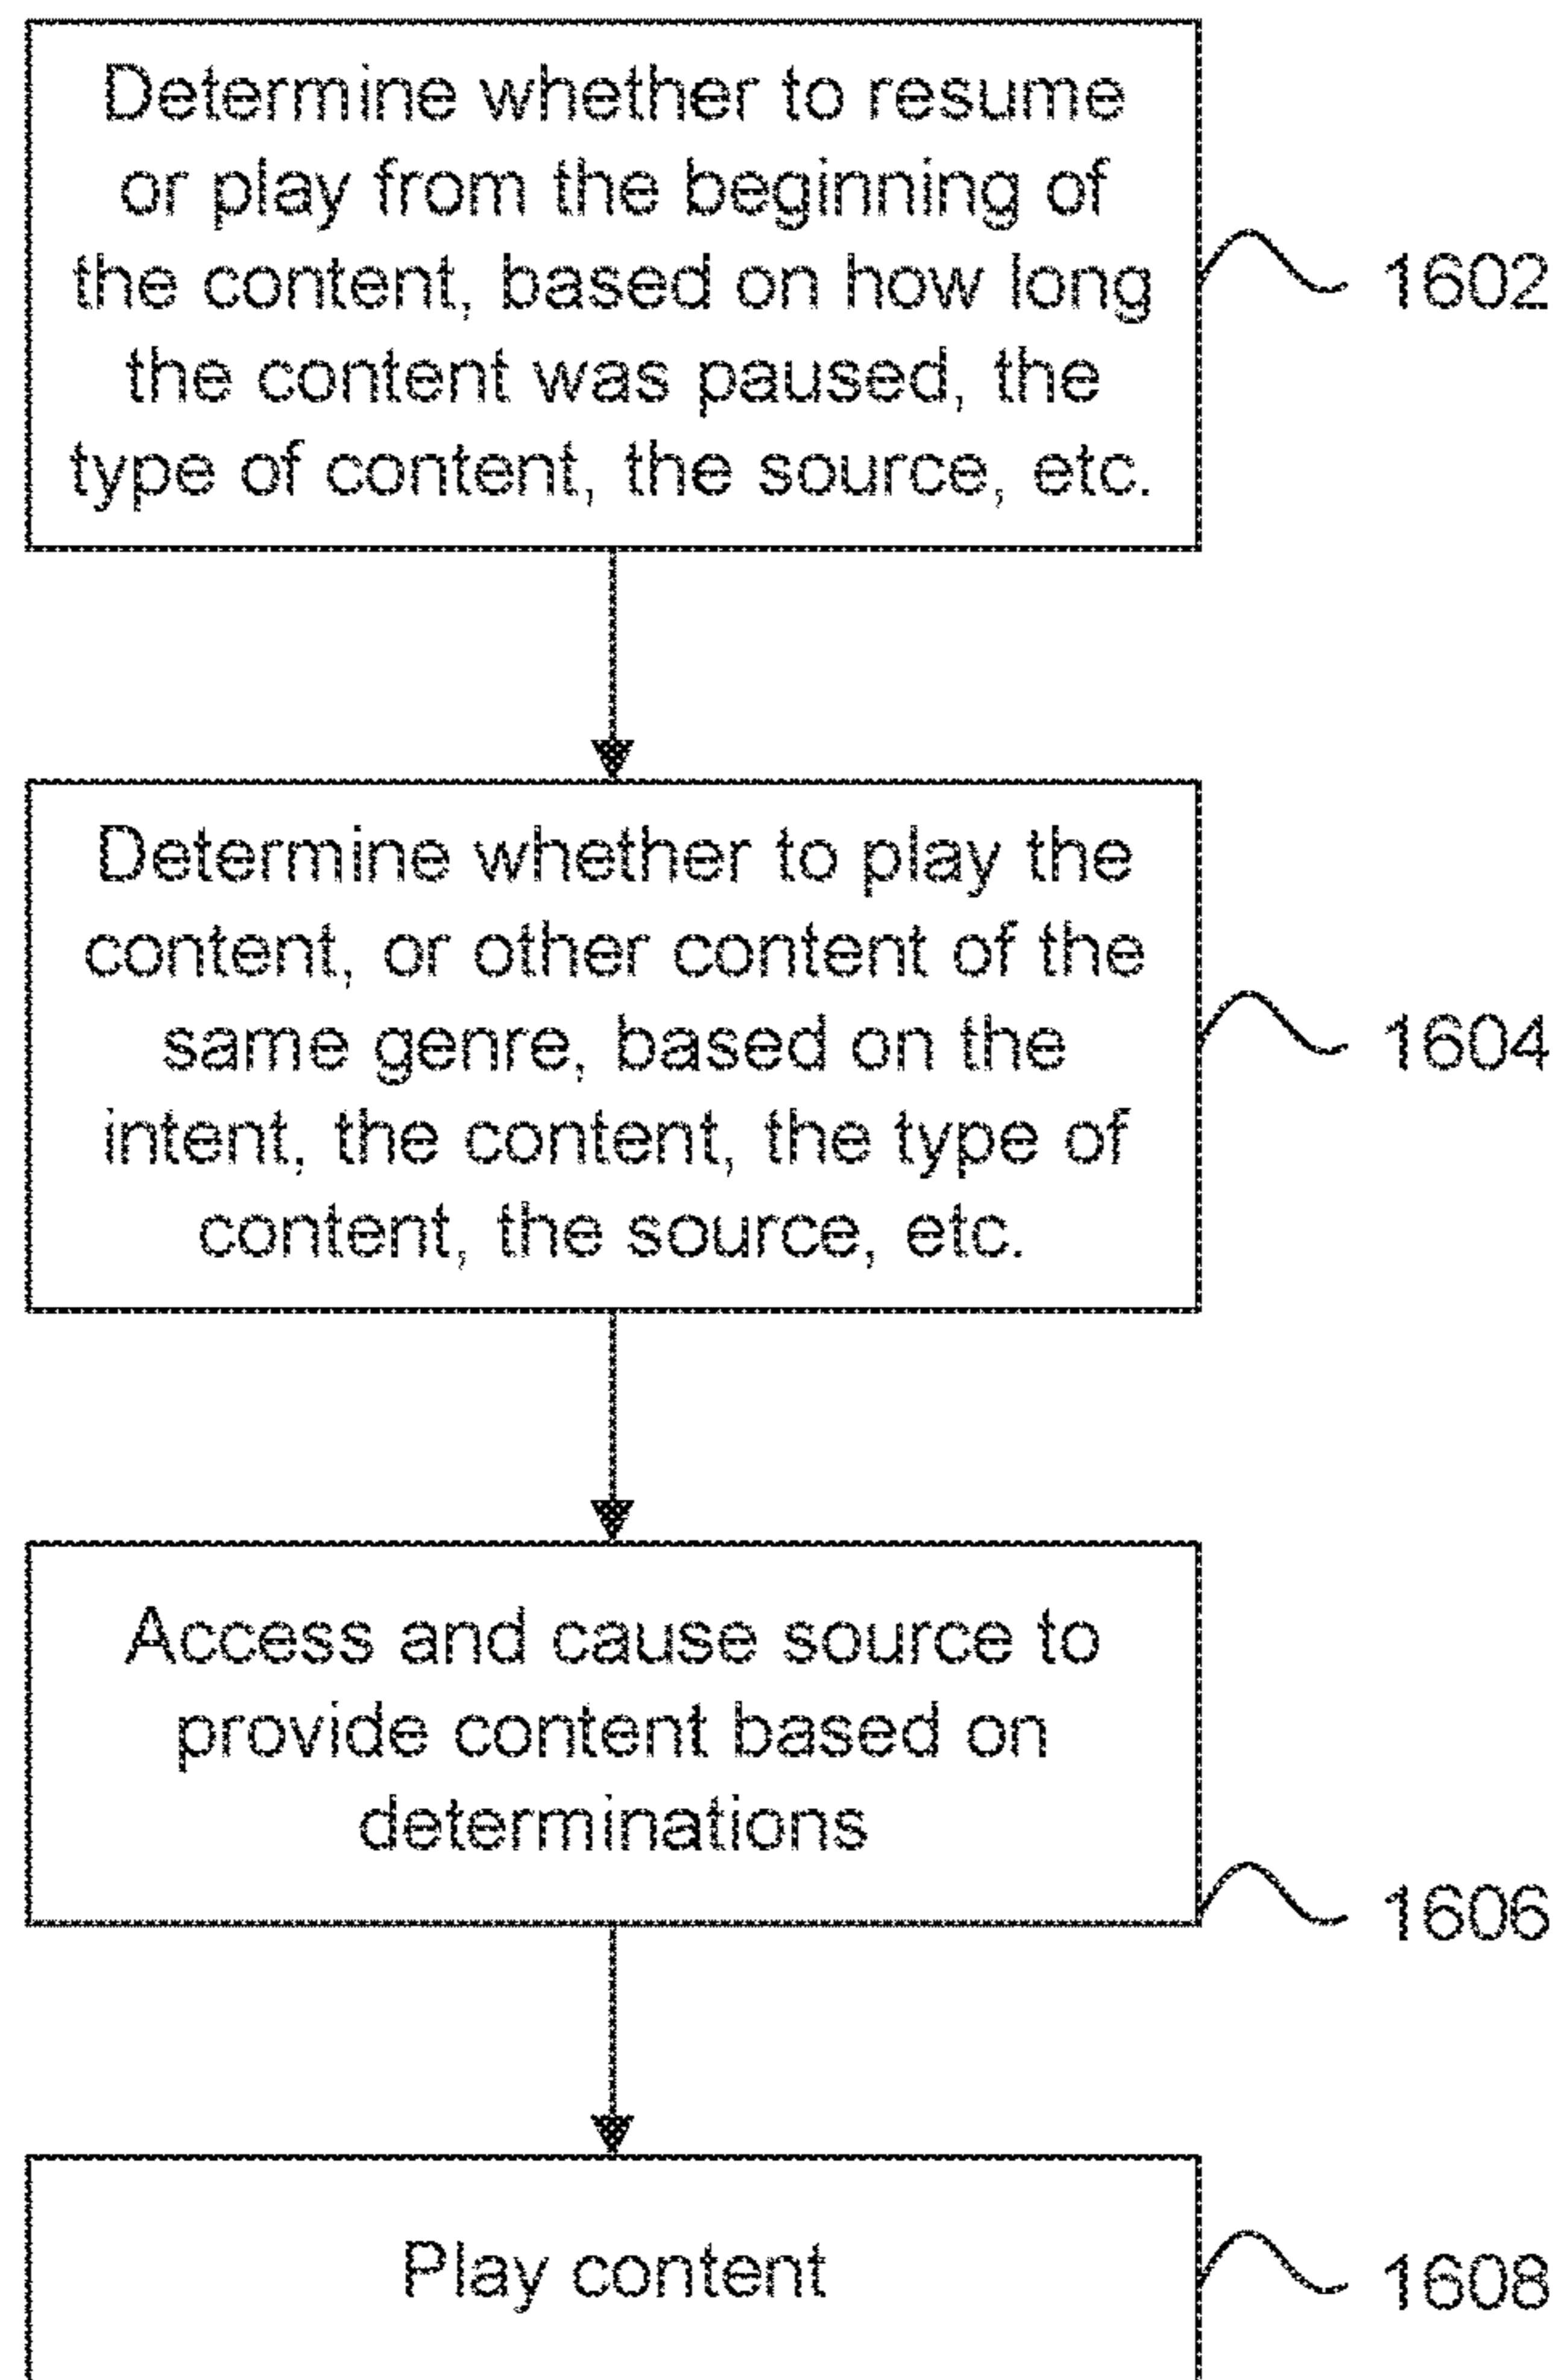 Determine whether to resume
or play from the beginning of
the content, based on how long
the content was paused, the
type of content, the source, etc.
1602
Determine whether to play the
content, or other content of the
same genre, based on the
intent, the content, the type of
content, the source, etc.
1604
Access and cause source to
provide content based on
determinations
1606
Play content
1608